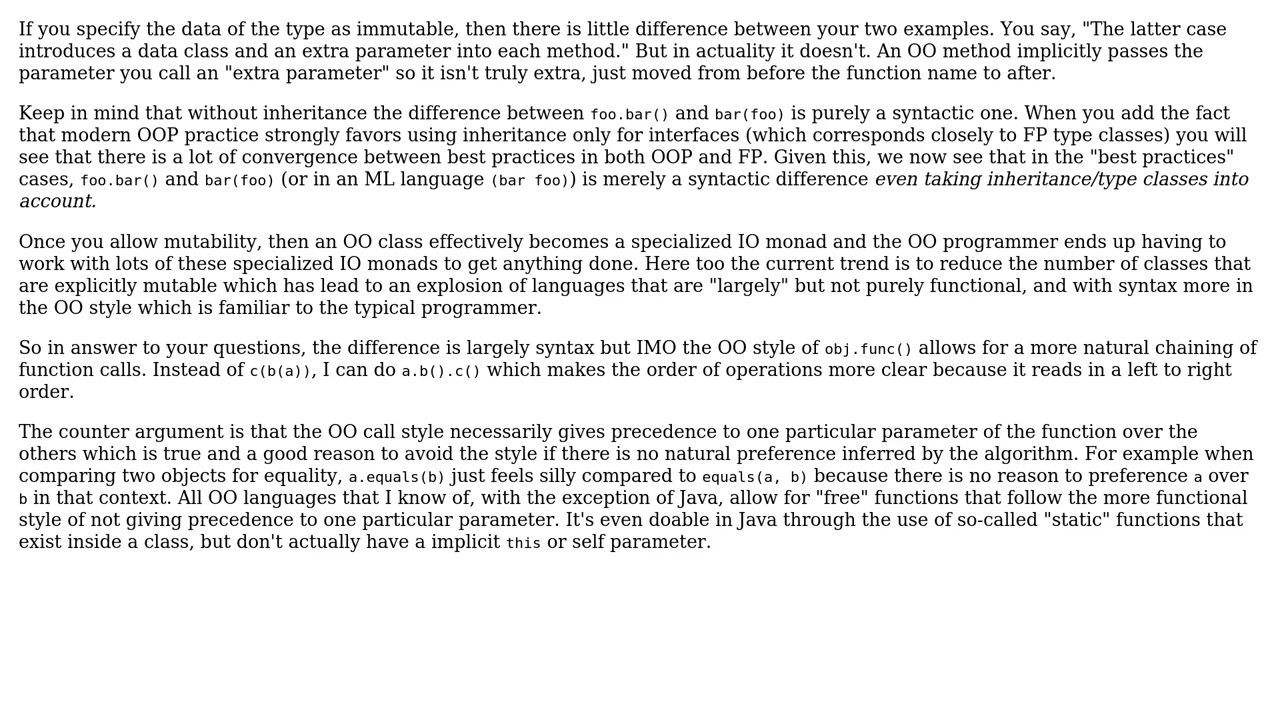 If you specify the data of the type as immutable, then there is little difference between your two examples. You say, "The latter case
introduces a data class and an extra parameter into each method." But in actuality it doesn't. An OO method implicitly passes the
parameter you call an "extra parameter" so it isn't truly extra, just moved from before the function name to after.
Keep in mind that without inheritance the difference between foo.bar() and bar(foo) is purely a syntactic one. When you add the fact
that modern OOP practice strongly favors using inheritance only for interfaces (which corresponds closely to FP type classes) you will
see that there is a lot of convergence between best practices in both OOP and FP. Given this, we now see that in the "best practices"
cases, foo.bar() and bar(foo) (or in an ML language (bar foo)) is merely a syntactic difference even taking inheritance/type classes into
account.
Once you allow mutability, then an OO class effectively becomes a specialized IO monad and the OO programmer ends up having to
work with lots of these specialized IO monads to get anything done. Here too the current trend is to reduce the number of classes that
are explicitly mutable which has lead to an explosion of languages that are "largely" but not purely functional, and with syntax more in
the OO style which is familiar to the typical programmer.
So in answer to your questions, the difference is largely syntax but IMO the OO style of obj.func() allows for a more natural chaining of
function calls. Instead of c(b(a)), I can do a.b().c() which makes the order of operations more clear because it reads in a left to right
order.
The counter argument is that the OO call style necessarily gives precedence to one particular parameter of the function over the
others which is true and a good reason to avoid the style if there is no natural preference inferred by the algorithm. For example when
comparing two objects for equality, a.equals(b) just feels silly compared to equals(a, b) because there is no reason to preference a over
b in that context. All OO languages that I know of, with the exception of Java, allow for "free" functions that follow the more functional
style of not giving precedence to one particular parameter. It's even doable in Java through the use of so-called "static" functions that
exist inside a class, but don't actually have a implicit this or self parameter.